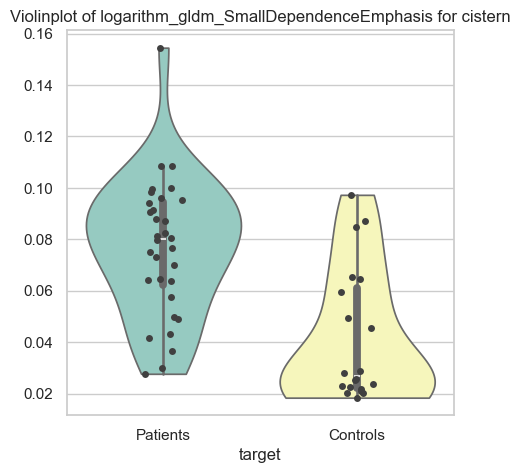 Violinplot of logarithm_gldm_SmallDependenceEmphasis for cistern
0.16
0.14
0.12
0.10
0.08
0.06
0.04
0.02
Patients
Controls
target